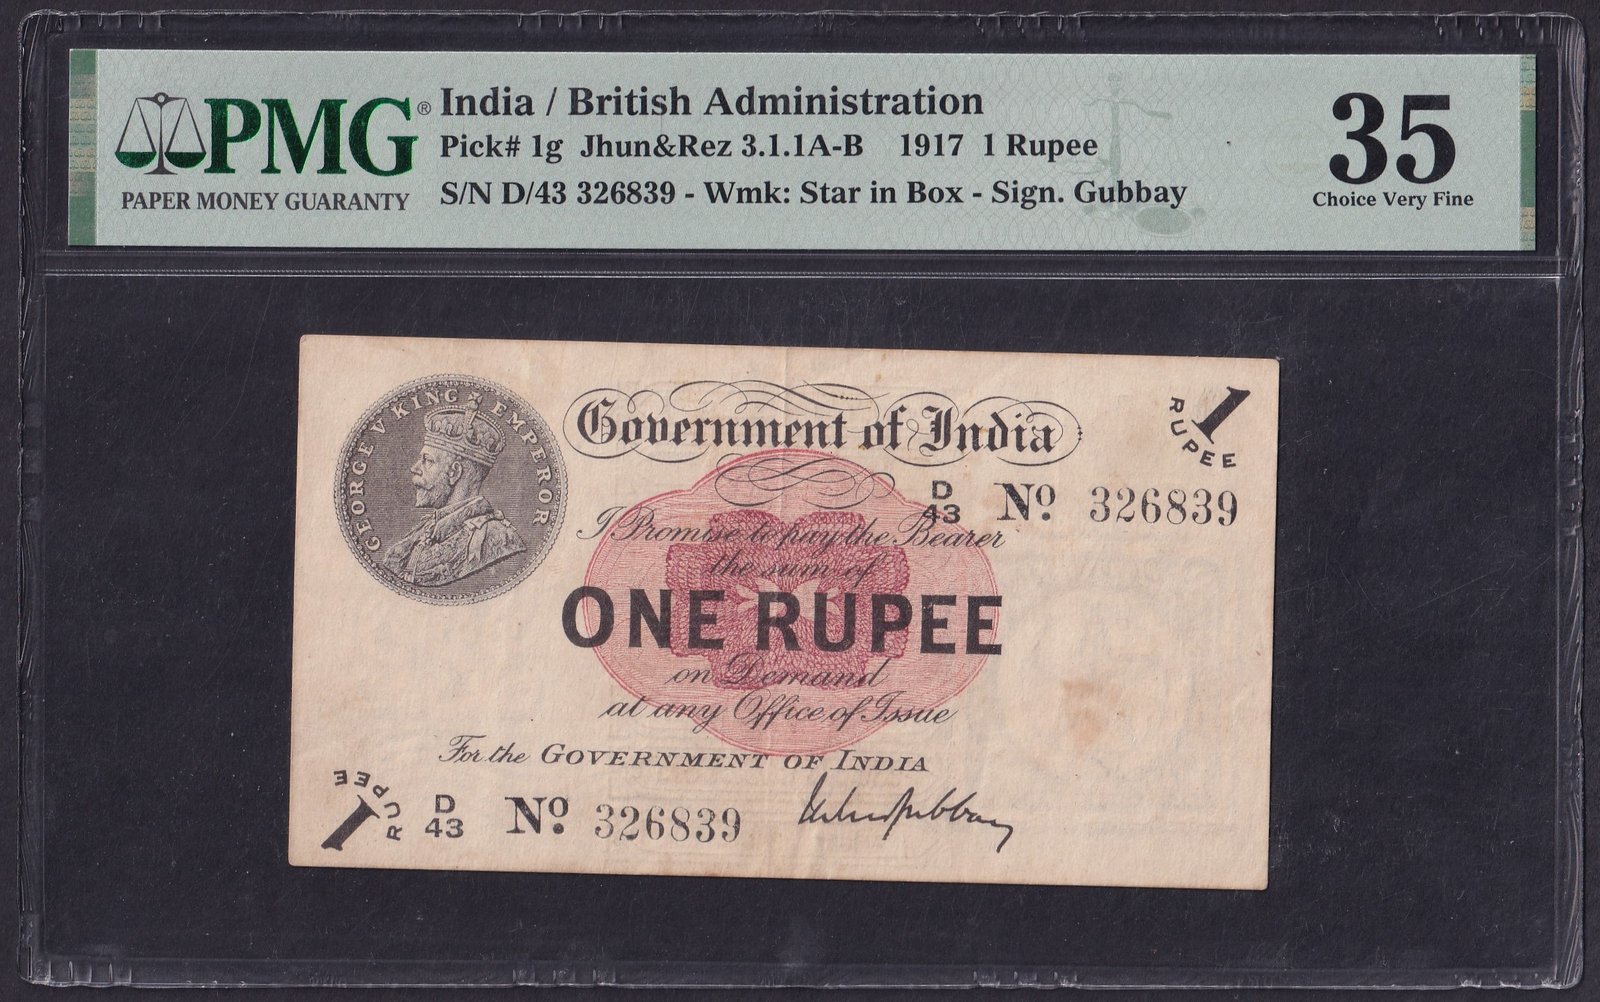 PMG®
PAPER MONEY GUARANTY
India / British Administration
Pick# 1g Jhun&Rez 3.1.1A-B 1917 1 Rupee
S/N D/43 326839 - Wmk: Star in Box - Sign. Gubbay
35
Choice Very Fine
GEORGE V KING EMPEROR
Government of India
1
RUPEE
D
43 No. 326839
I Promise to pay the Bearer
the sum of
ONE RUPEE
on Demand
at any Office of Issue
For the GOVERNMENT OF INDIA
1
RUPEE
D
43 No. 326839